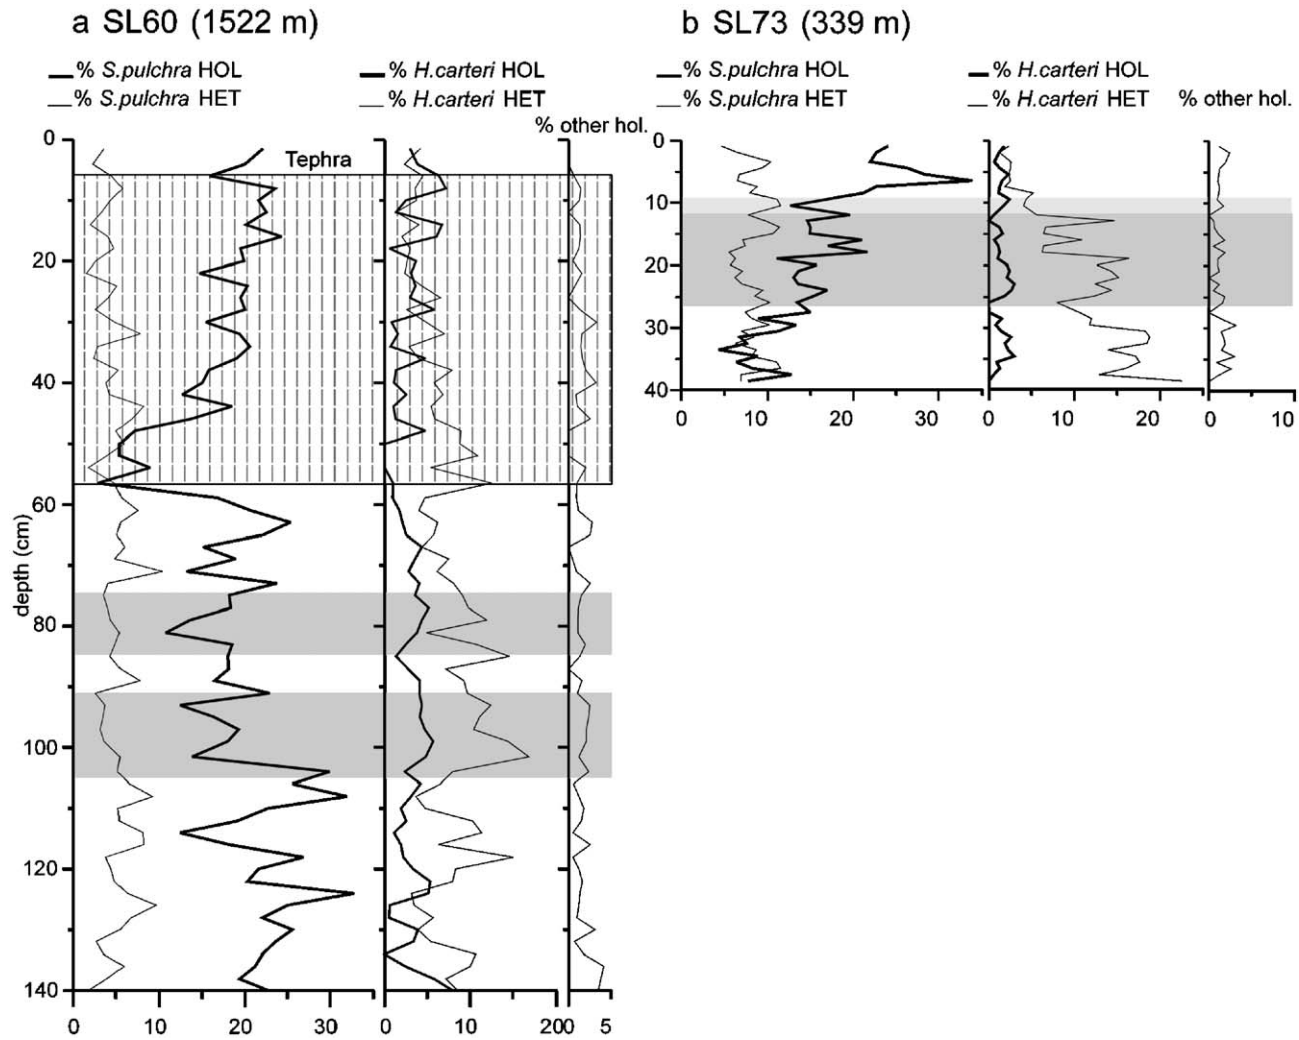 a SL60 (1522 m)
% S.pulchra HOL
% S.pulchra HET
% H.carteri HOL
% H.carteri HET
% other hol.
Tephra
0
20
40
60
80
100
120
140
depth (cm)
0 10 20 30
0 10 200 5
b SL73 (339 m)
% S.pulchra HOL
% S.pulchra HET
% H.carteri HOL
% H.carteri HET
% other hol.
0
10
20
30
40
0 10 20 30
0 10 20
0 10